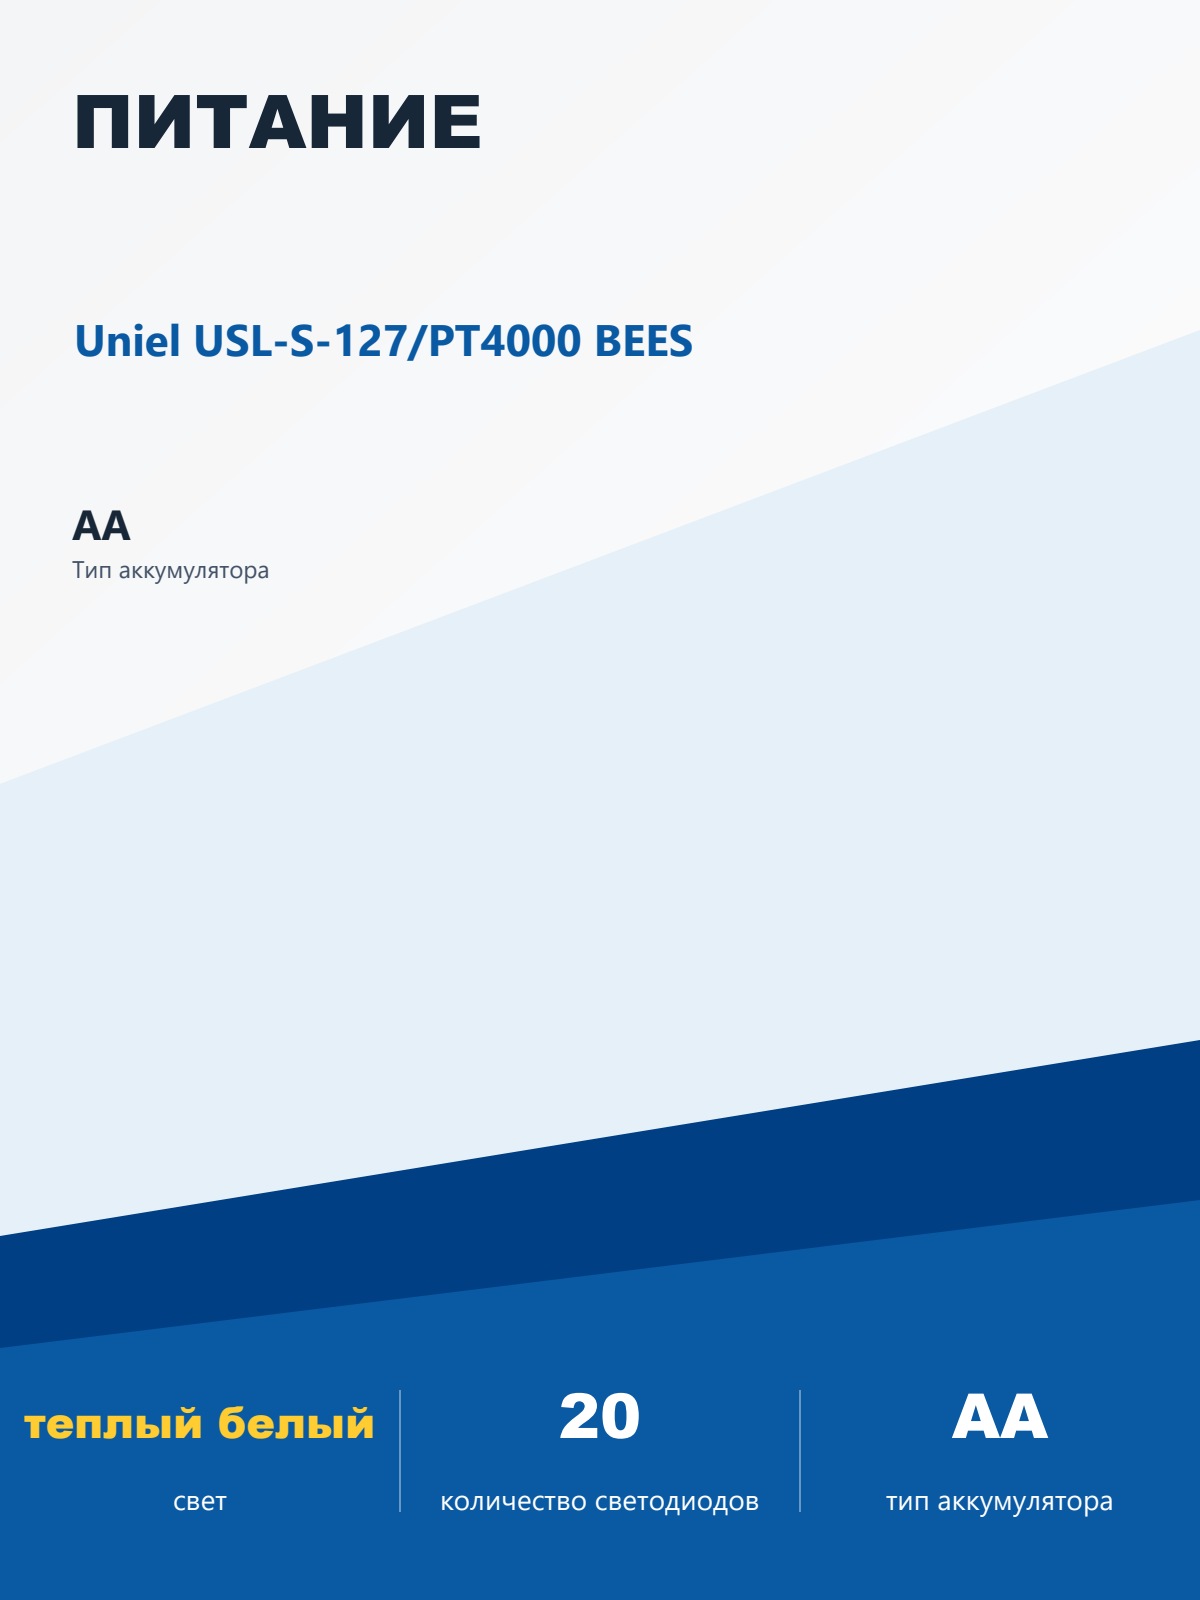 ПИТАНИЕ
Uniel USL-S-127/PT4000 BEES
AA
Тип аккумулятора
теплый белый
свет
20
количество светодиодов
AA
тип аккумулятора